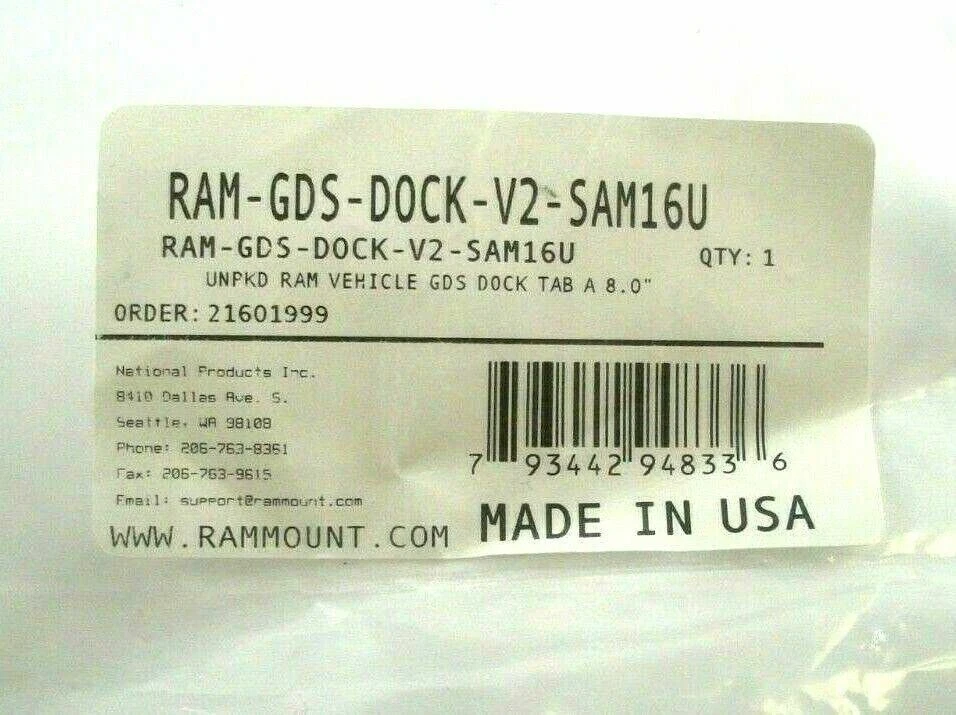 RAM-GDS-DOCK-V2-SAM16U
RAM-GDS-DOCK-V2-SAM16U QTY: 1
UNPKD RAM VEHICLE GDS DOCK TAB A 8.0"
ORDER: 21601999
National Products Inc.
8410 Dallas Ave. S.
Seattle, WA 98108
Phone: 206-763-8361
Fax: 206-763-9615
Email: support@rammount.com
WWW.RAMMOUNT.COM
7 93442 94833 6
MADE IN USA